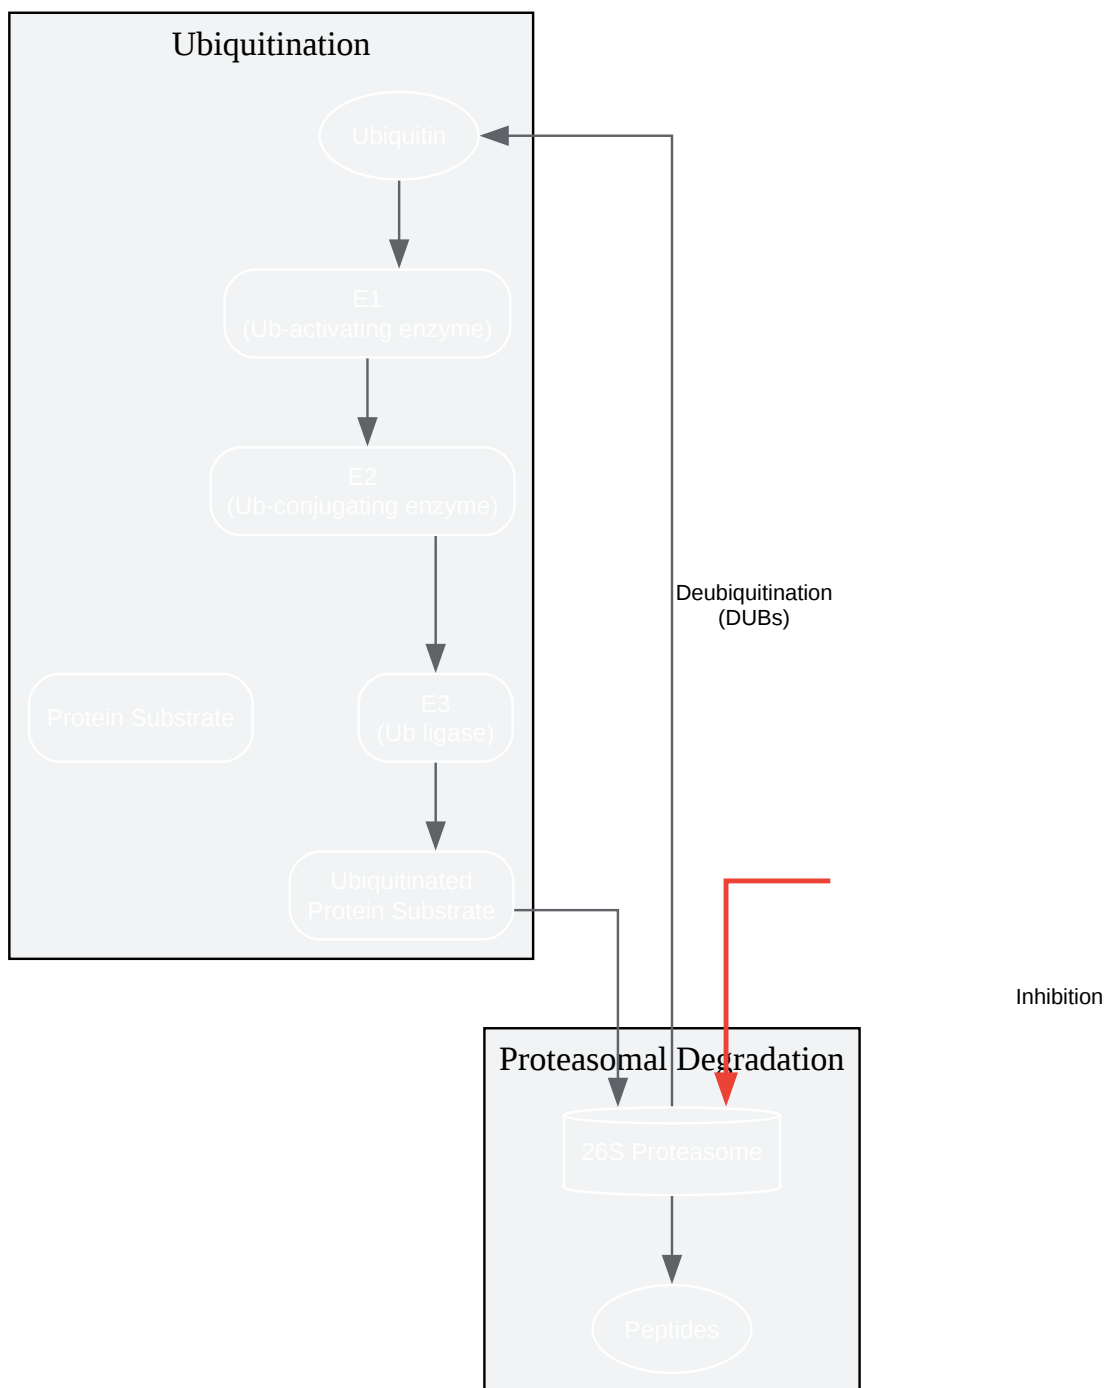 Ubiquitination
Ubiquitin
E1
(Ub-activating enzyme)
E2
(Ub-conjugating enzyme)
Deubiquitination
(DUBs)
Protein Substrate
E3
(Ub ligase)
Ubiquitinated
Protein Substrate
Inhibition
Proteasomal Degradation
26S Proteasome
Peptides